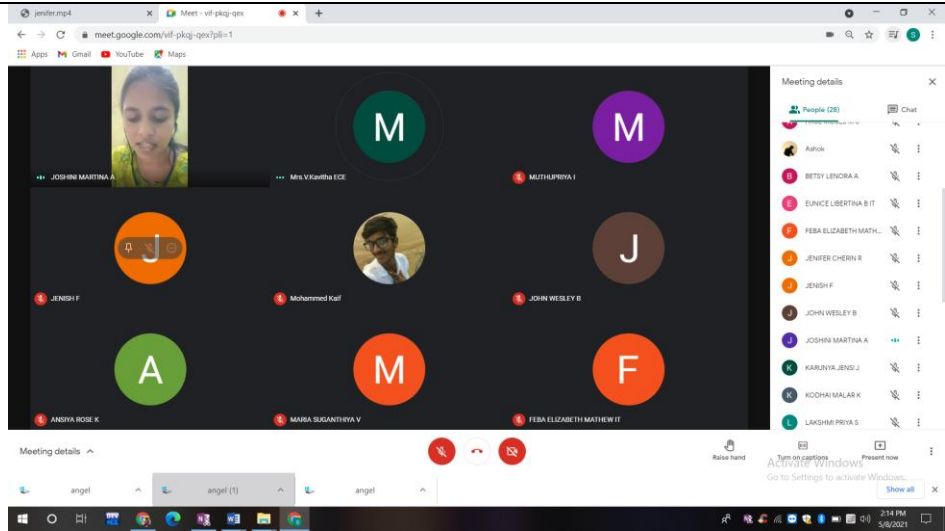 jenifer.mp4
Meet - vif-pkqj-qex
meet.google.com/vif-pkqj-qex?pli=1
S
Apps
Gmail
YouTube
Maps
JOSHINI MARTINA A
M
Mrs.V.Kavitha ECE
M
MUTHUPRIYA I
J
JENISH F
Mohammed Kaif
J
JOHN WESLEY B
A
ANSIYA ROSE K
M
MARIA SUGANTHIYA V
F
FEBA ELIZABETH MATHEW IT
Meeting details
People (28)
Chat
Ashok
B BETSY LENORA A
E EUNICE LIBERTINA B IT
F FEBA ELIZABETH MATH...
J JENIFER CHERIN R
J JENISH F
J JOHN WESLEY B
J JOSHINI MARTINA A
K KARUNYA JENSI J
K KODHAI MALAR K
L LAKSHMI PRIYA S
Meeting details
Raise hand
Turn on captions
Present now
Activate Windows
Go to Settings to activate Windows.
angel
angel (1)
angel
Show all
2:14 PM
5/8/2021